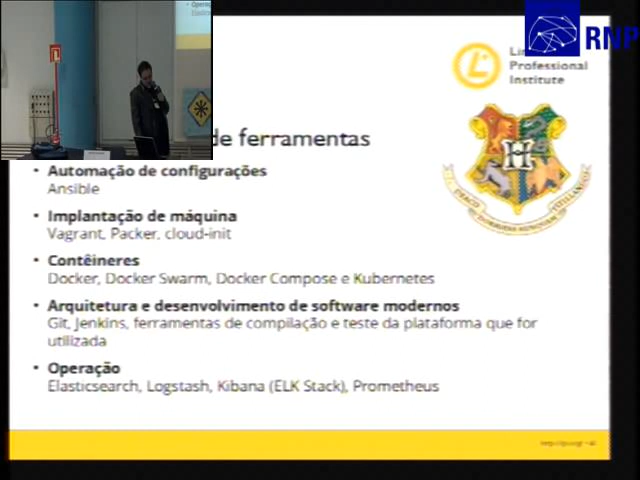 Operaç
RNP
Professional
Institute
de ferramentas
H
• Automação de configurações
Ansible
• Implantação de máquina
Vagrant, Packer, cloud-init
• Contêineres
Docker, Docker Swarm, Docker Compose e Kubernetes
• Arquitetura e desenvolvimento de software modernos
Git, Jenkins, ferramentas de compilação e teste da plataforma que for
utilizada
• Operação
Elasticsearch, Logstash, Kibana (ELK Stack), Prometheus